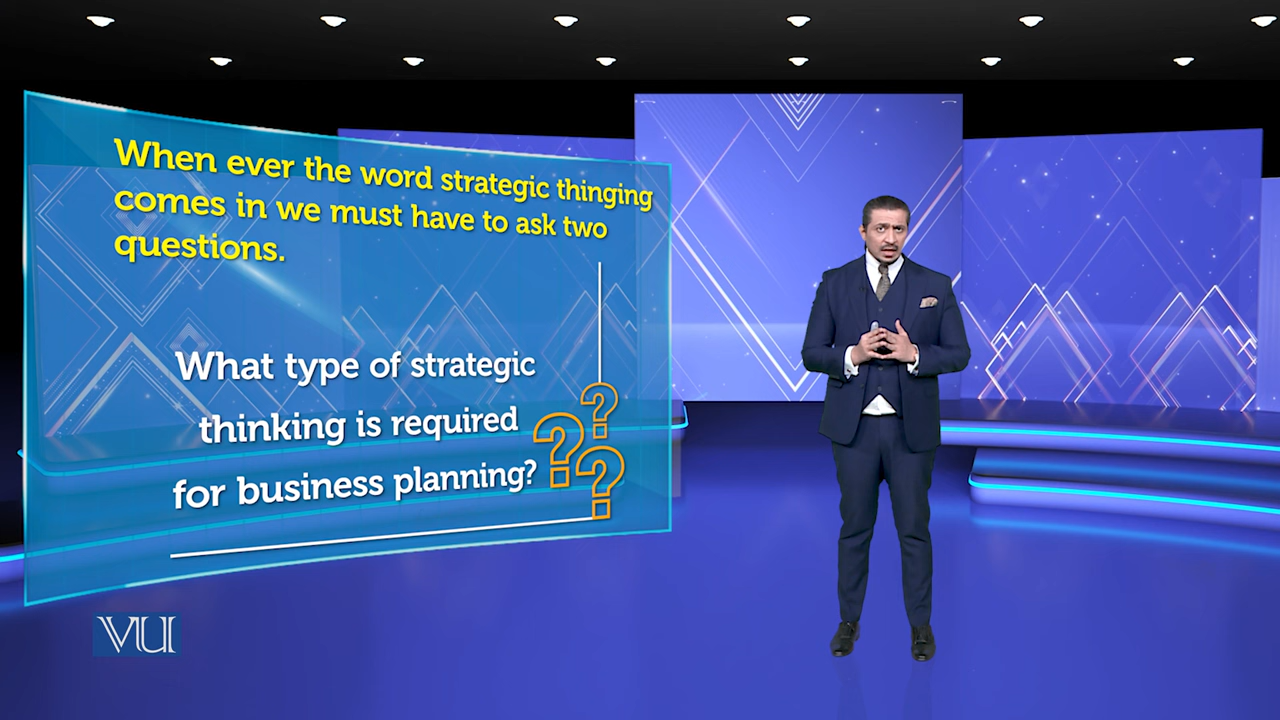 When ever the word strategic thinging
comes in we must have to ask two
questions.
What type of strategic
thinking is required
for business planning?
???
VU